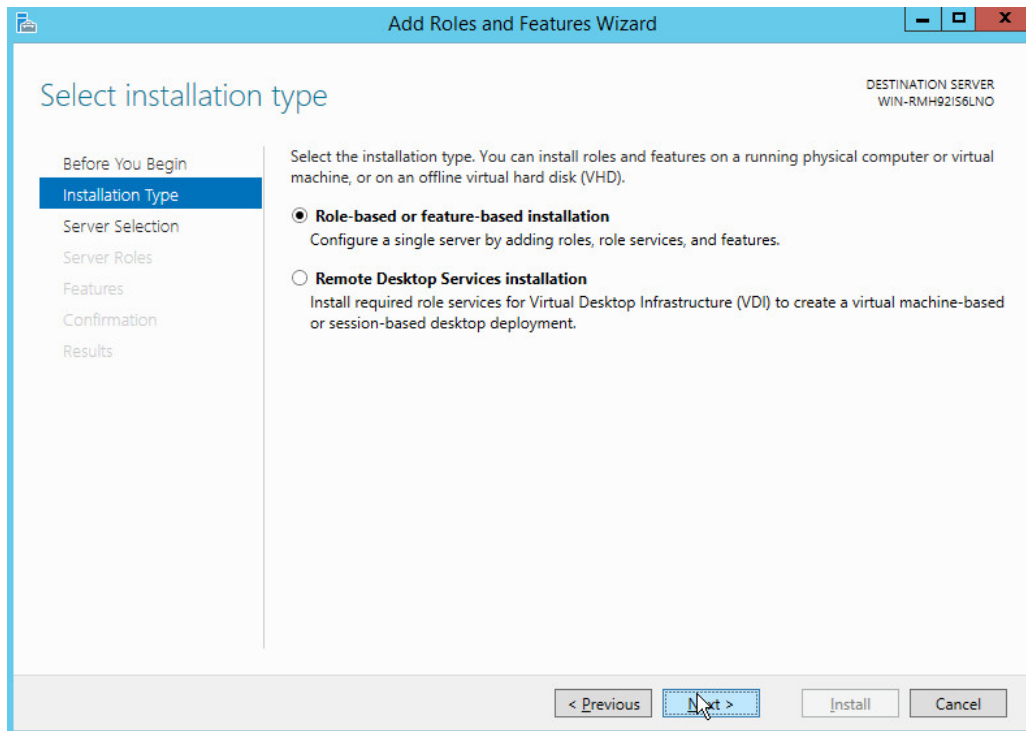 Add Roles and Features Wizard
Select installation type
DESTINATION SERVER
WIN-RMH92IS6LNO
Before You Begin
Installation Type
Server Selection
Server Roles
Features
Confirmation
Results
Select the installation type. You can install roles and features on a running physical computer or virtual
machine, or on an offline virtual hard disk (VHD).
Role-based or feature-based installation
Configure a single server by adding roles, role services, and features.
Remote Desktop Services installation
Install required role services for Virtual Desktop Infrastructure (VDI) to create a virtual machine-based
or session-based desktop deployment.
< Previous
Next >
Install
Cancel